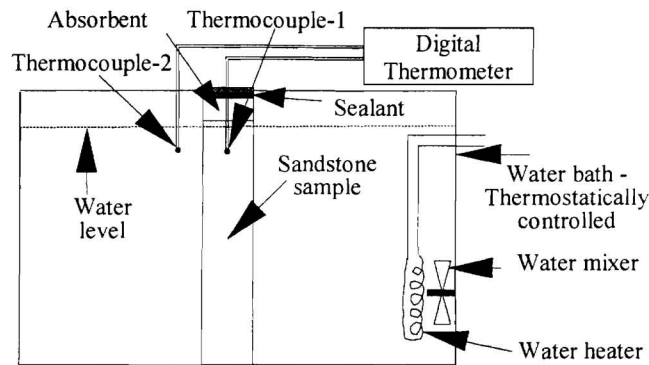 Absorbent
Thermocouple-1
Thermocouple-2
Digital
Thermometer
Sealant
Sandstone
sample
Water
level
Water bath -
Thermostatically
controlled
Water mixer
Water heater